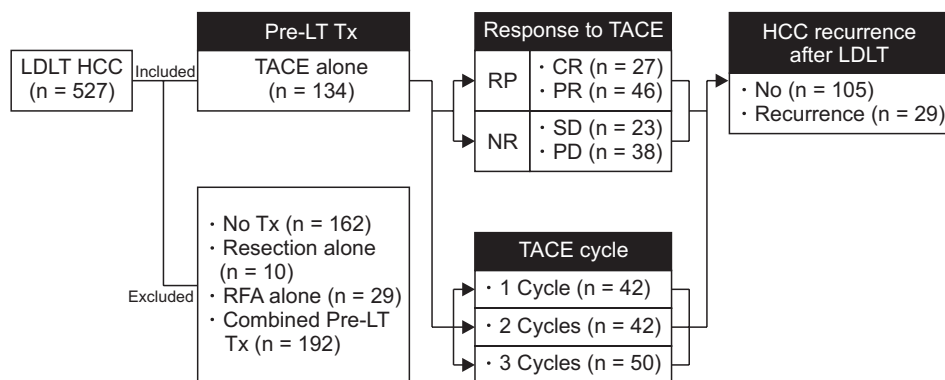 LDLT HCC
(n = 527)
Included
Excluded
Pre-LT Tx
TACE alone
(n = 134)
· No Tx (n = 162)
· Resection alone
(n = 10)
· RFA alone (n = 29)
· Combined Pre-LT
Tx (n = 192)
Response to TACE
RP
· CR (n = 27)
· PR (n = 46)
NR
· SD (n = 23)
· PD (n = 38)
TACE cycle
· 1 Cycle (n = 42)
· 2 Cycles (n = 42)
· 3 Cycles (n = 50)
HCC recurrence
after LDLT
· No (n = 105)
· Recurrence (n = 29)